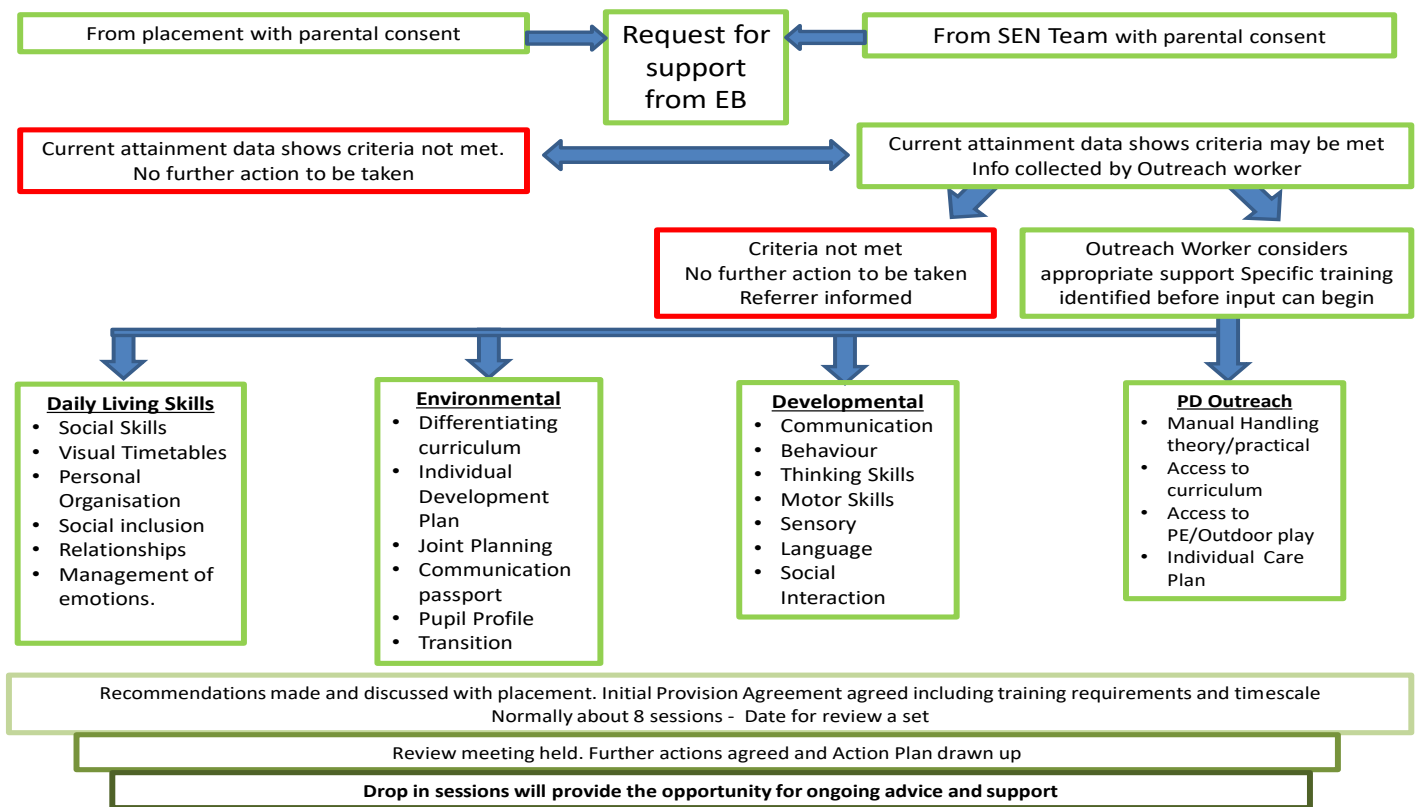 From placement with parental consent
Request for
support
from EB
From SEN Team with parental consent
Current attainment data shows criteria not met.
No further action to be taken
Current attainment data shows criteria may be met
Info collected by Outreach worker
Criteria not met
No further action to be taken
Referrer informed
Outreach Worker considers
appropriate support Specific training
identified before input can begin
Daily Living Skills
• Social Skills
• Visual Timetables
• Personal
Organisation
• Social inclusion
• Relationships
• Management of
emotions.
Environmental
• Differentiating
curriculum
• Individual
Development
Plan
• Joint Planning
• Communication
passport
• Pupil Profile
• Transition
Developmental
• Communication
• Behaviour
• Thinking Skills
• Motor Skills
• Sensory
• Language
• Social
Interaction
PD Outreach
• Manual Handling
theory/practical
• Access to
curriculum
• Access to
PE/Outdoor play
• Individual Care
Plan
Recommendations made and discussed with placement. Initial Provision Agreement agreed including training requirements and timescale
Normally about 8 sessions - Date for review a set
Review meeting held. Further actions agreed and Action Plan drawn up
Drop in sessions will provide the opportunity for ongoing advice and support